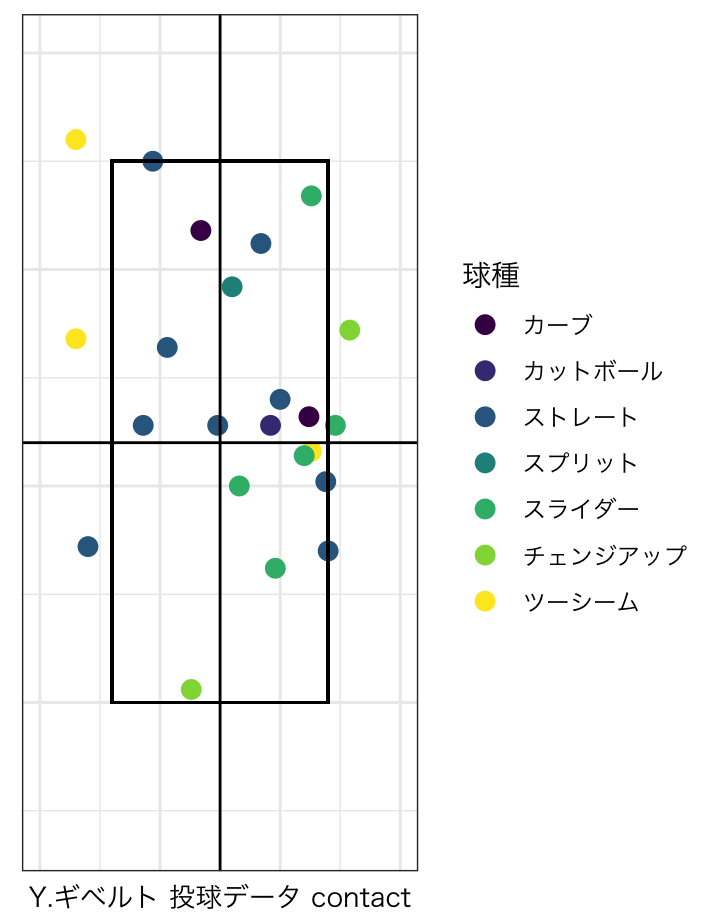 球種
カーブ
カットボール
ストレート
スプリット
スライダー
チェンジアップ
ツーシーム
Y.ギベルト 投球データ contact